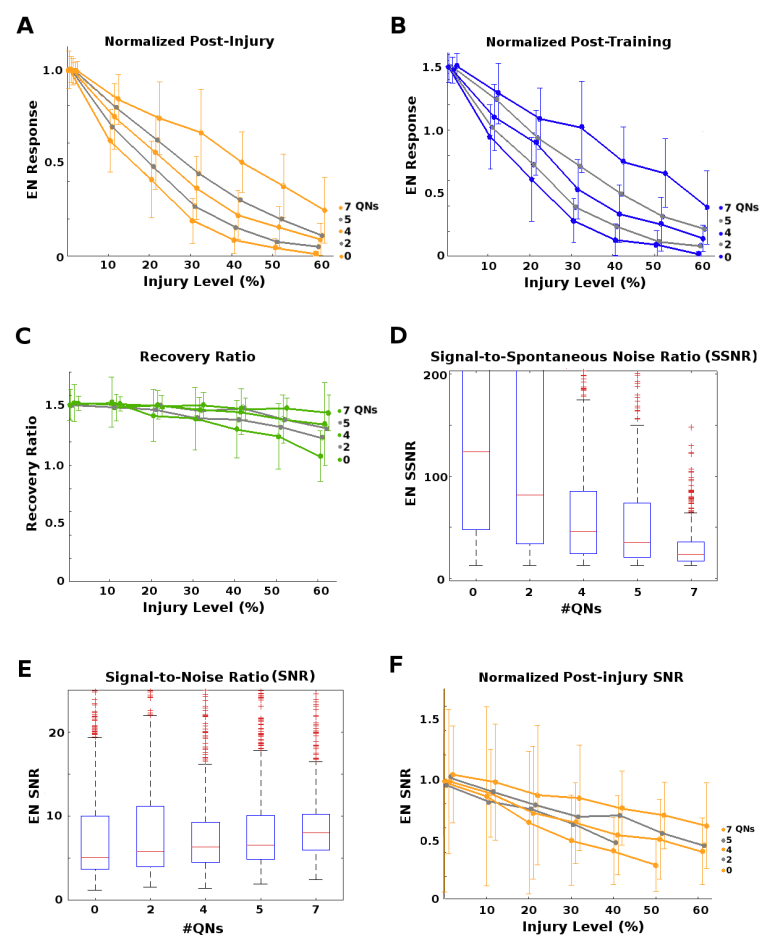 A
Normalized Post-Injury
EN Response
1.0
0.5
0
10 20 30 40 50 60
Injury Level (%)
7 QNs
5
4
2
0
B
Normalized Post-Training
EN Response
1.5
1.0
0.5
0
10 20 30 40 50 60
Injury Level (%)
7 QNs
5
4
2
0
C
Recovery Ratio
Recovery Ratio
1.5
1.0
0.5
0
10 20 30 40 50 60
Injury Level (%)
7 QNs
5
4
2
0
D
Signal-to-Spontaneous Noise Ratio (SSNR)
EN SSNR
200
100
0
0 2 4 5 7
#QNs
E
Signal-to-Noise Ratio (SNR)
EN SNR
20
10
0
0 2 4 5 7
#QNs
F
Normalized Post-injury SNR
EN SNR
1.5
1.0
0.5
0
10 20 30 40 50 60
Injury Level (%)
7 QNs
5
4
2
0